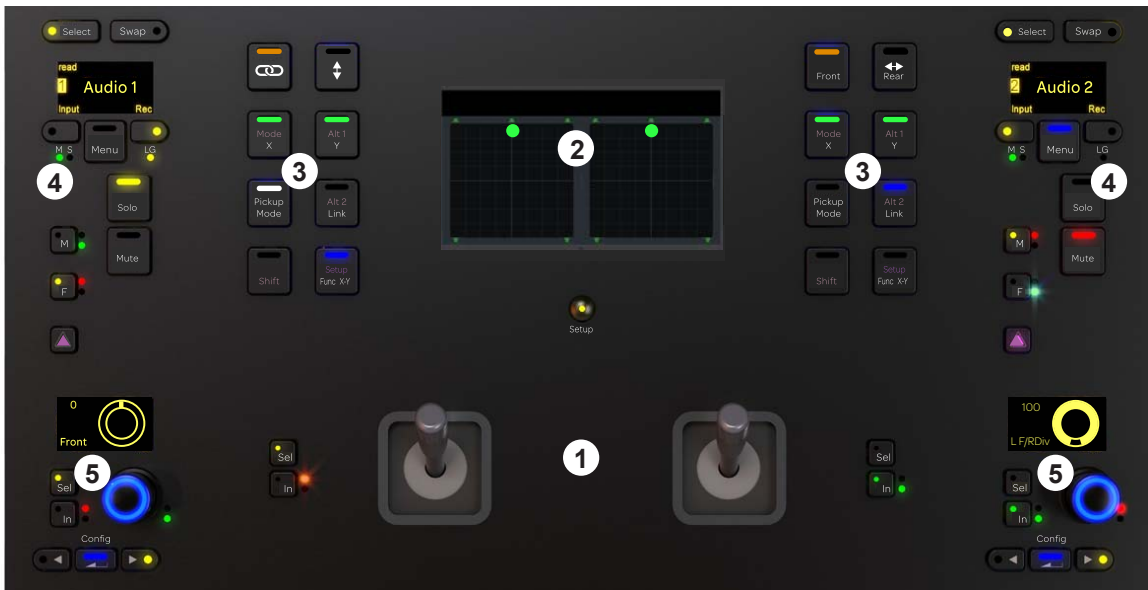 Select Swap
read
1 Audio 1
Input Rec
M S Menu LG
4
Solo
M
Mute
F
0
Front
5
Sel
In
Config
Mode
X
Alt 1
Y
3
Pickup
Mode
Alt 2
Link
Shift
Setup
Func X-Y
2
Setup
Sel
In
1
Sel
In
Front
Rear
Mode
X
Alt 1
Y
3
Pickup
Mode
Alt 2
Link
Shift
Setup
Func X-Y
Select Swap
read
2 Audio 2
Input Rec
M S Menu LG
4
Solo
M
Mute
F
100
L F/RDiv
5
Sel
In
Config